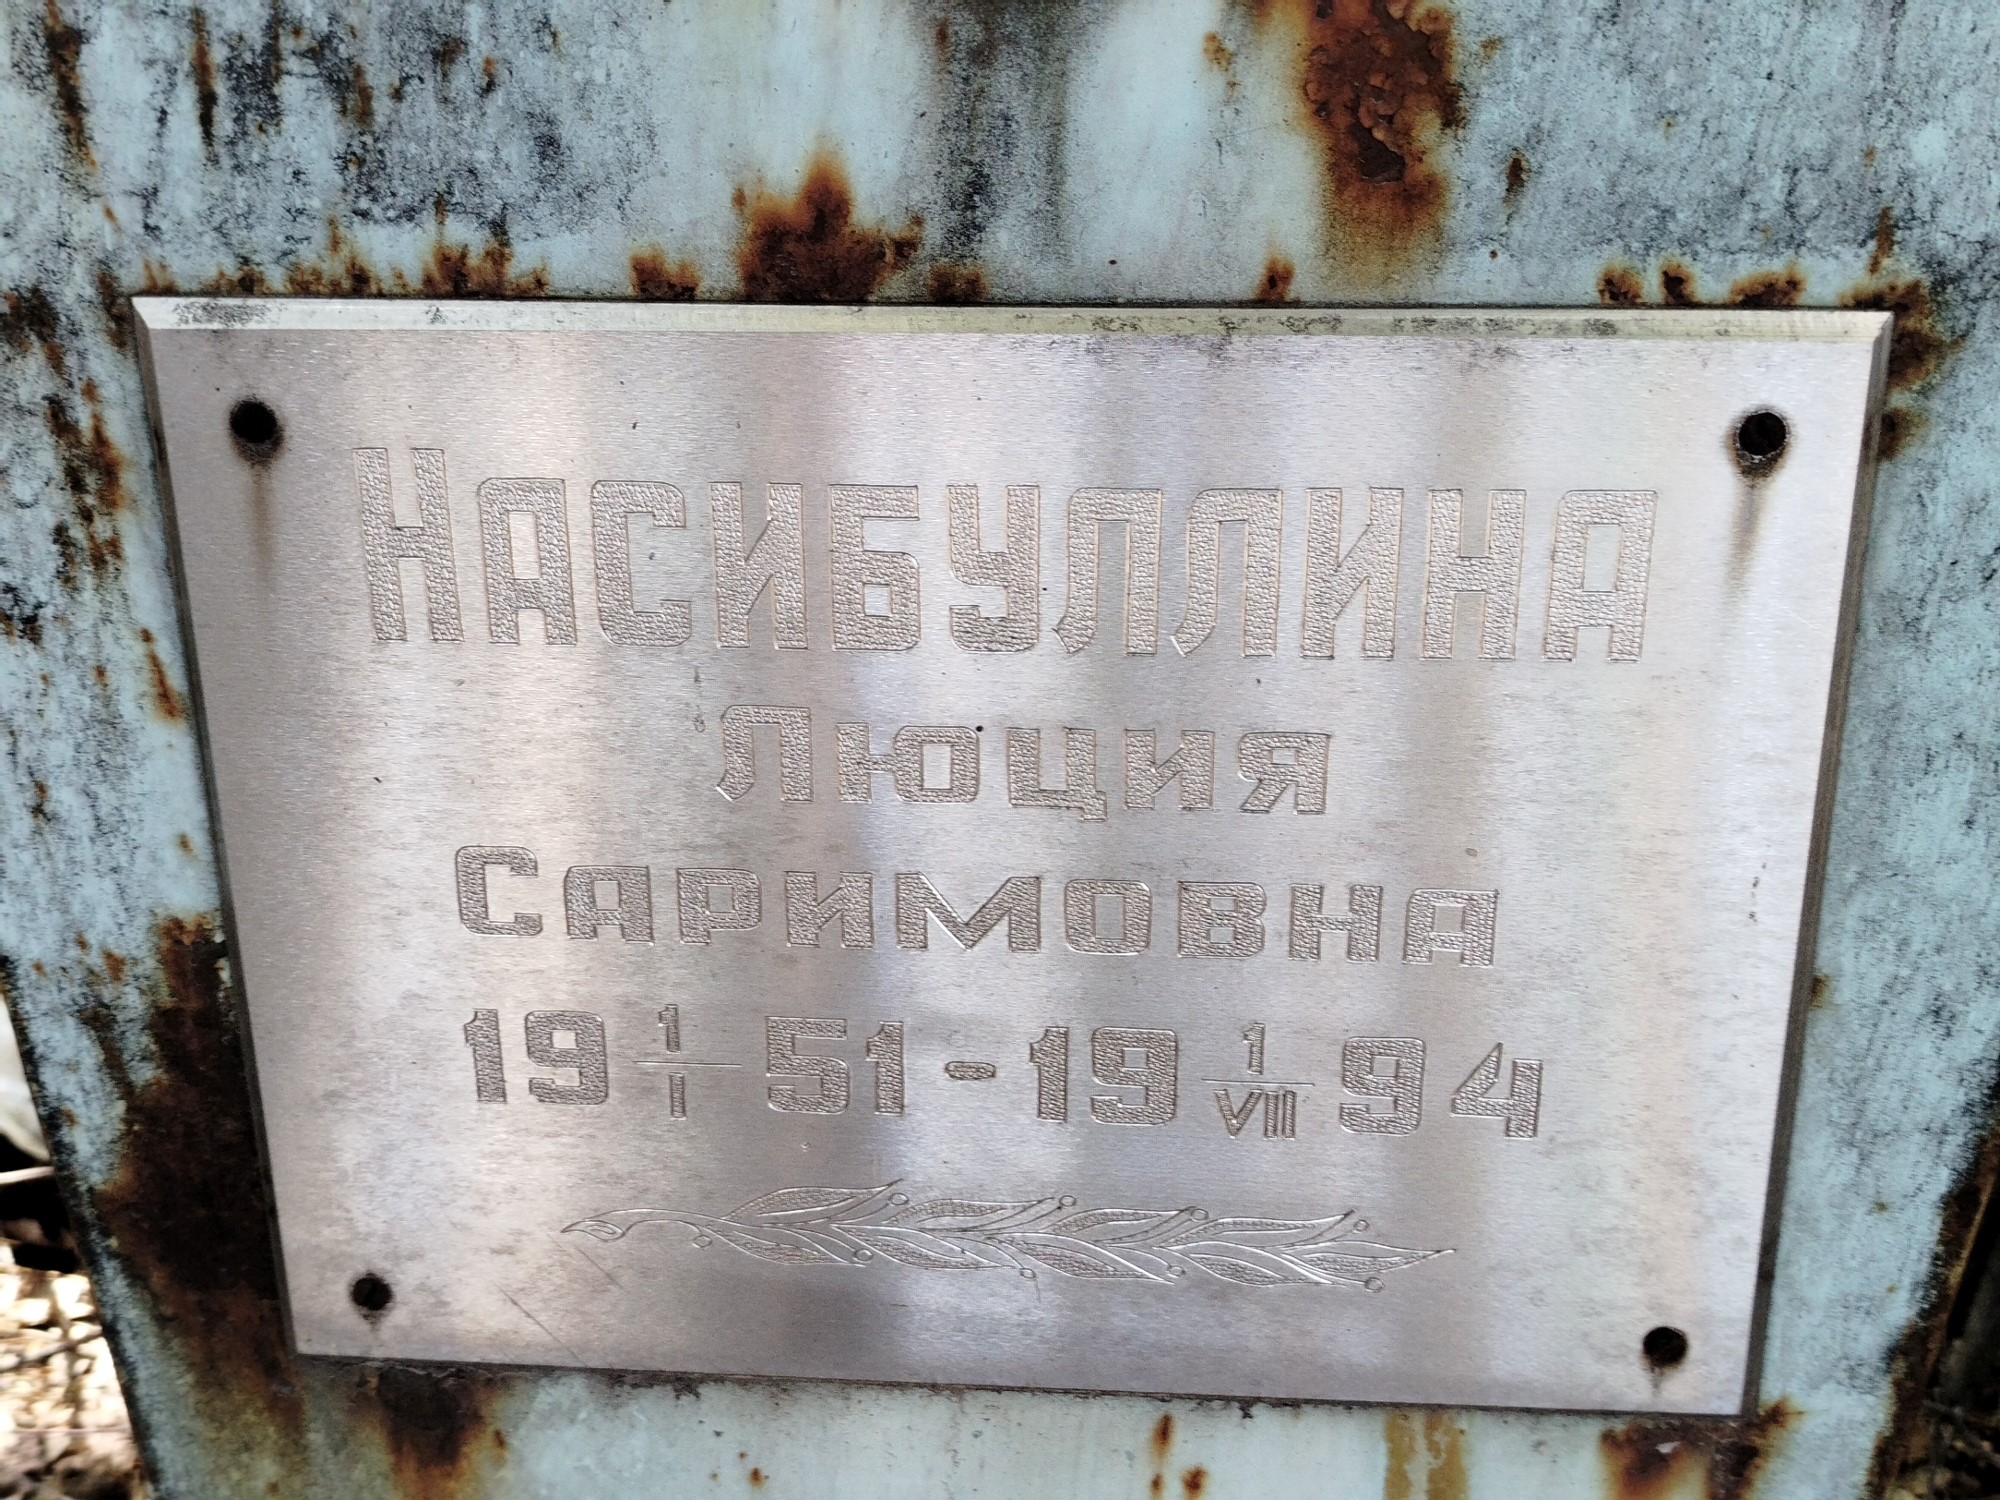 Насибуллина
Люция
Саримовна
19 1/I 51 - 19 1/VII 94